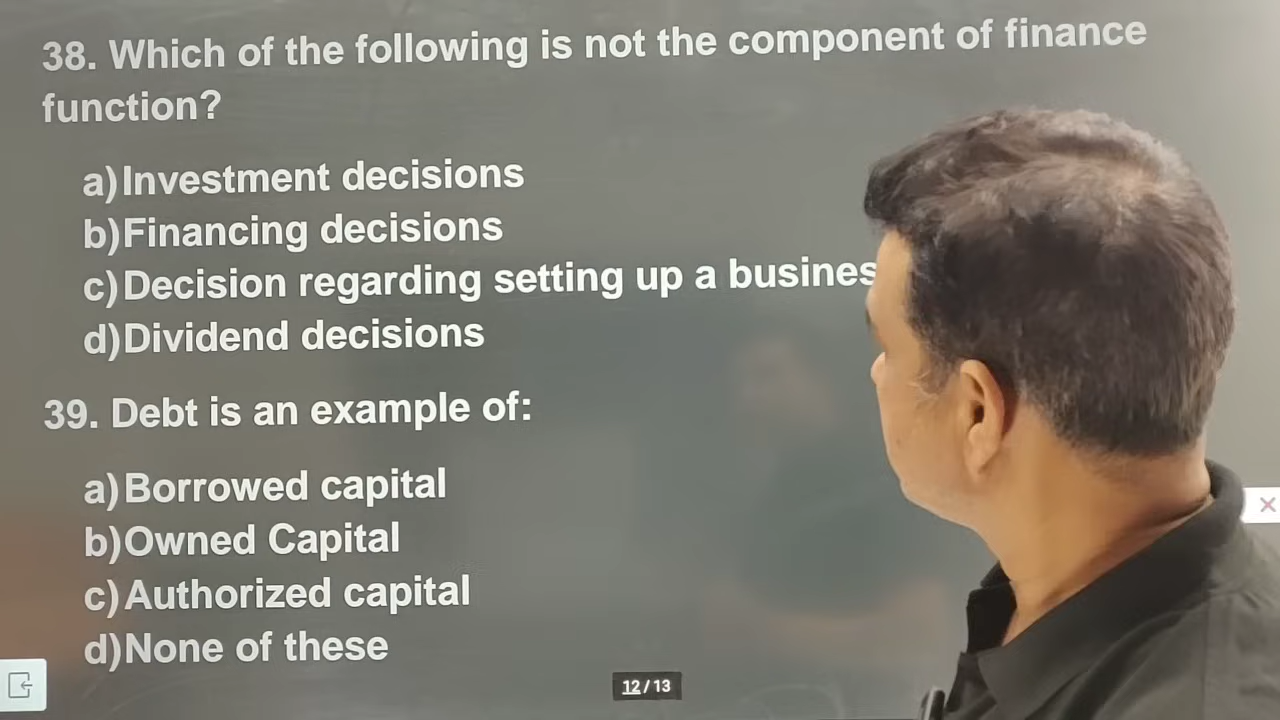 38. Which of the following is not the component of finance
function?
a) Investment decisions
b) Financing decisions
c) Decision regarding setting up a
d) Dividend decisions
39. Debt is an example of:
a) Borrowed capital
b) Owned Capital
c) Authorized capital
d) None of these
12 / 13